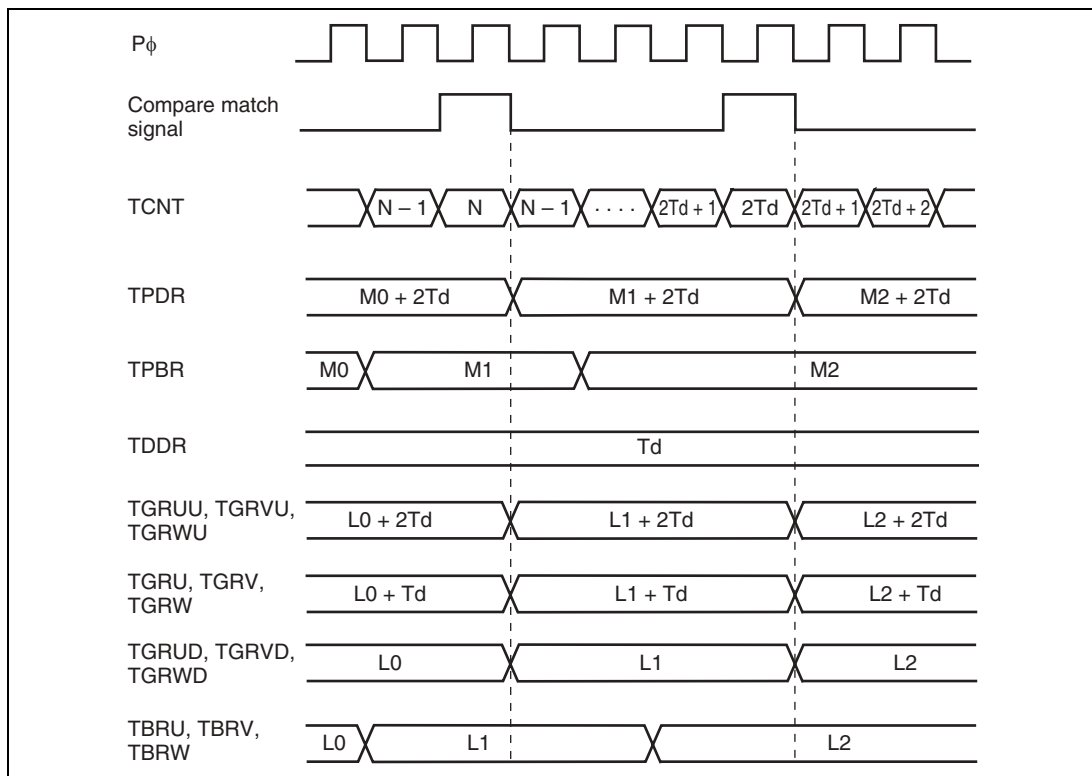 Pϕ
Compare match
signal
TCNT
N – 1 N N – 1 · · · · 2Td + 1 2Td 2Td + 1 2Td + 2
TPDR
M0 + 2Td M1 + 2Td M2 + 2Td
TPBR
M0 M1 M2
TDDR
Td
TGRUU, TGRVU,
TGRWU
L0 + 2Td L1 + 2Td L2 + 2Td
TGRU, TGRV,
TGRW
L0 + Td L1 + Td L2 + Td
TGRUD, TGRVD,
TGRWD
L0 L1 L2
TBRU, TBRV,
TBRW
L0 L1 L2